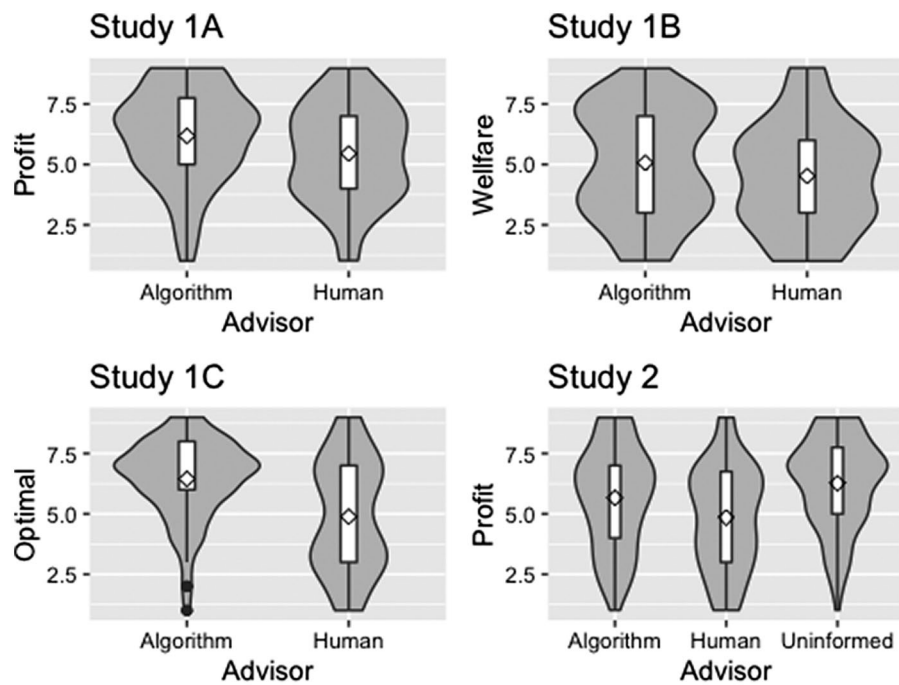 Study 1A
Profit
7.5
5.0
2.5
Algorithm Human
Advisor
Study 1B
Wellfare
7.5
5.0
2.5
Algorithm Human
Advisor
Study 1C
Optimal
7.5
5.0
2.5
Algorithm Human
Advisor
Study 2
Profit
7.5
5.0
2.5
Algorithm Human Uninformed
Advisor